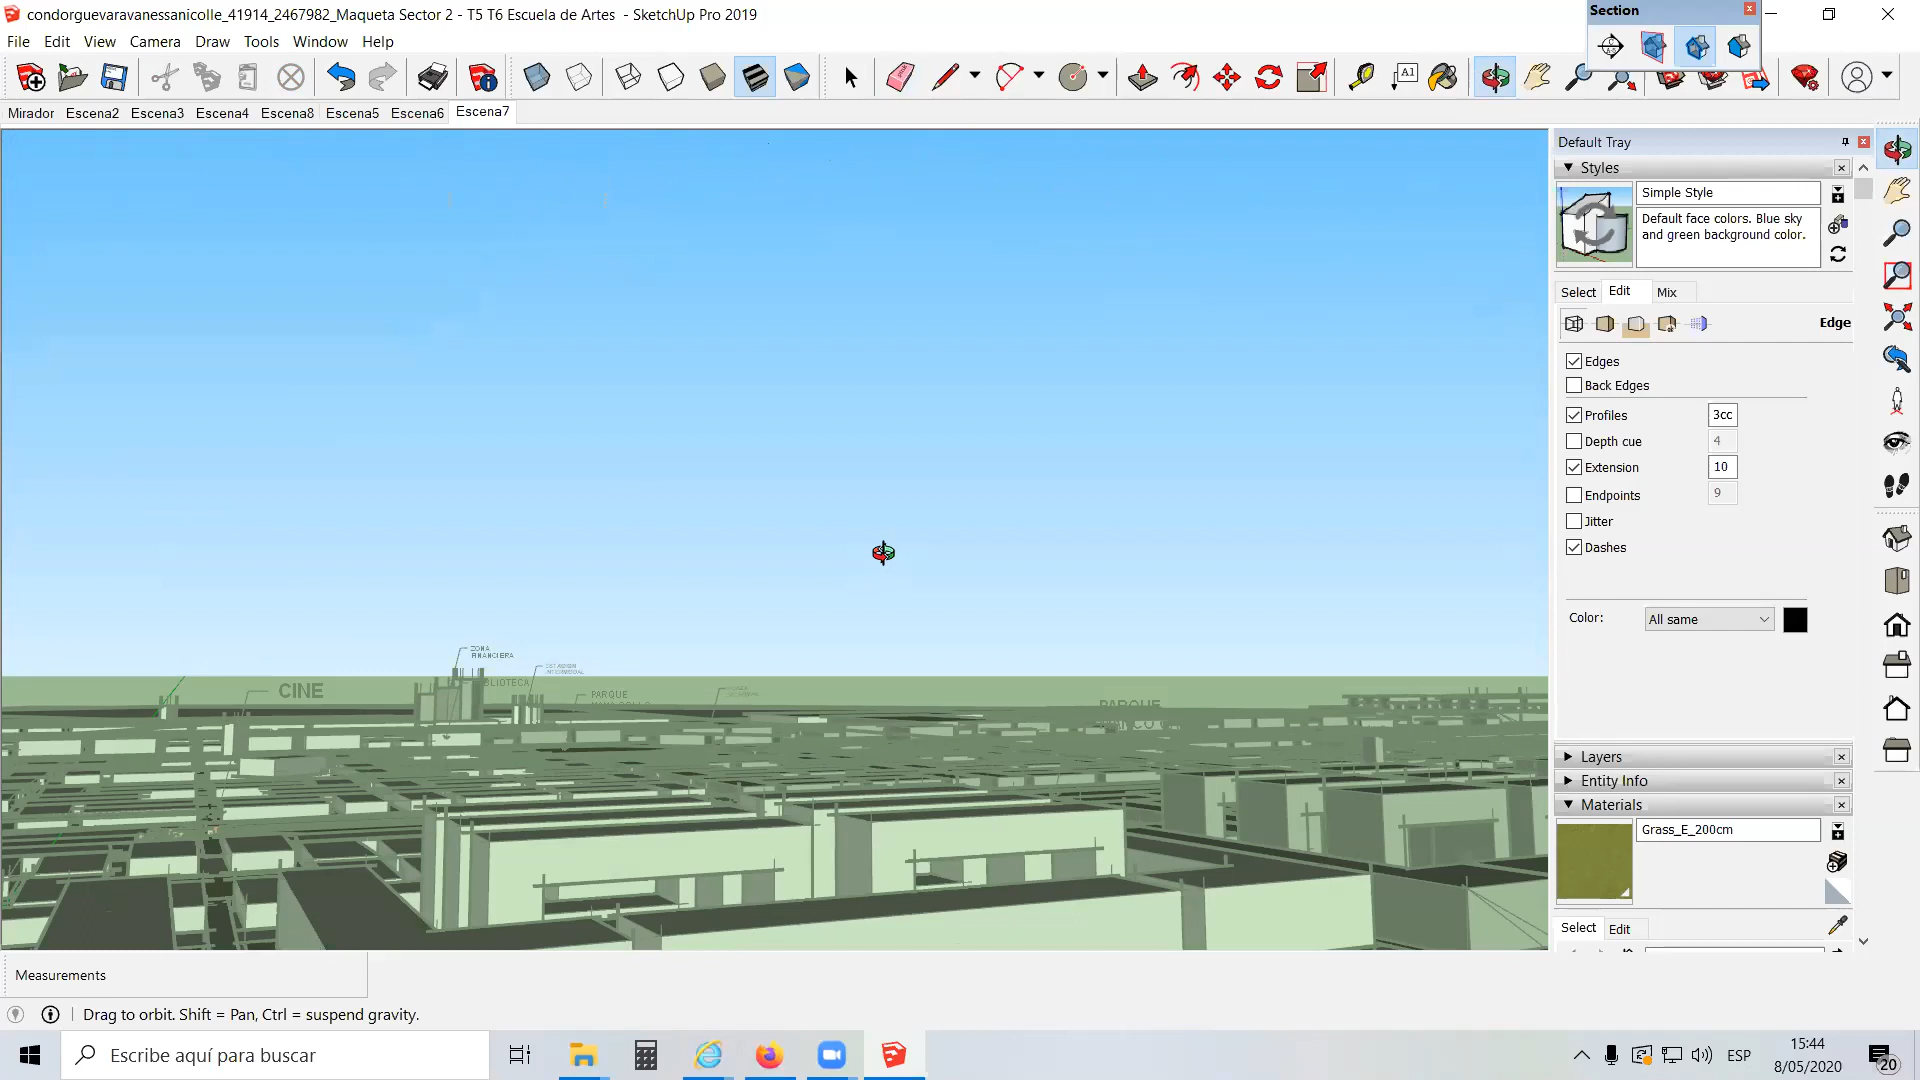 condorguevaravanessanicolle_41914_2467982_Maqueta Sector 2 - T5 T6 Escuela de Artes - SketchUp Pro 2019
Section
File Edit View Camera Draw Tools Window Help
A1
Mirador Escena2 Escena3 Escena4 Escena8 Escena5 Escena6 Escena7
Default Tray
Styles
Simple Style
Default face colors. Blue sky
and green background color.
Select Edit Mix
Edge
Edges
Back Edges
Profiles 3cc
Depth cue 4
Extension 10
Endpoints 9
Jitter
Dashes
Color: All same
ZONA
FINANCIERA
CINE
PARQUE
PARQUE
Layers
Entity Info
Materials
Grass_E_200cm
Select Edit
Measurements
Drag to orbit. Shift = Pan, Ctrl = suspend gravity.
Escribe aquí para buscar
ESP
15:44
8/05/2020
20